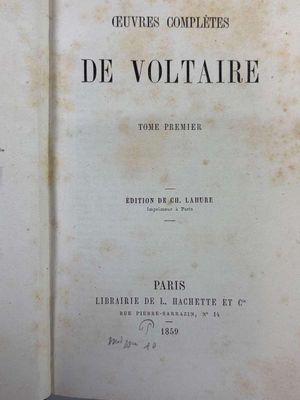 ŒUVRES COMPLÈTES
DE VOLTAIRE
TOME PREMIER
ÉDITION DE CH. LAHURE
Imprimeur à Paris
PARIS
LIBRAIRIE DE L. HACHETTE ET Cie
RUE PIERRE-SARRAZIN, N° 14
1859